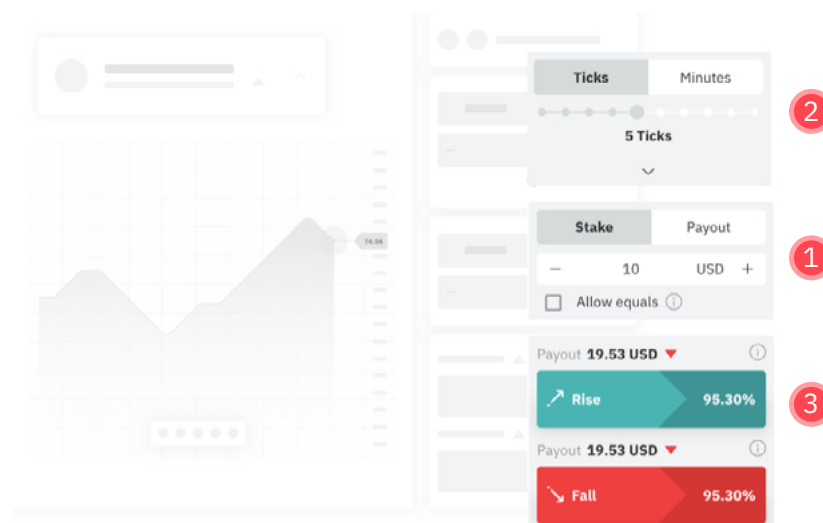 Ticks Minutes
5 Ticks
2
Stake Payout
− 10 USD +
Allow equals
1
74.98
Payout 19.53 USD
Rise 95.30%
3
Payout 19.53 USD
Fall 95.30%